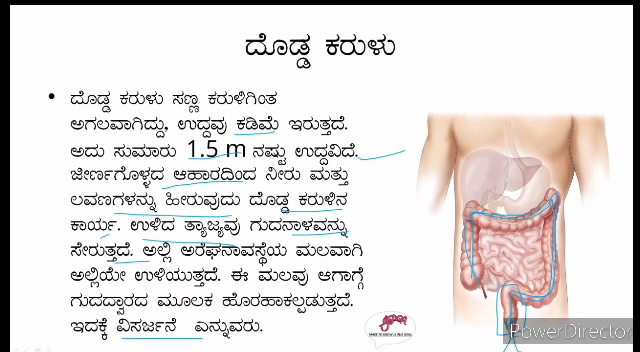 ದೊಡ್ಡ ಕರುಳು
• ದೊಡ್ಡ ಕರುಳು ಸಣ್ಣ ಕರುಳಿಗಿಂತ
ಅಗಲವಾಗಿದ್ದು, ಉದ್ದವು ಕಡಿಮೆ ಇರುತ್ತದೆ.
ಅದು ಸುಮಾರು 1.5 m ನಷ್ಟು ಉದ್ದವಿದೆ.
ಜೀರ್ಣಗೊಳ್ಳದ ಆಹಾರದಿಂದ ನೀರು ಮತ್ತು
ಲವಣಗಳನ್ನು ಹೀರುವುದು ದೊಡ್ಡ ಕರುಳಿನ
ಕಾರ್ಯ. ಉಳಿದ ತ್ಯಾಜ್ಯವು ಗುದನಾಳವನ್ನು
ಸೇರುತ್ತದೆ. ಅಲ್ಲಿ ಅರೆಘನಾವಸ್ಥೆಯ ಮಲವಾಗಿ
ಅಲ್ಲಿಯೇ ಉಳಿಯುತ್ತದೆ. ಈ ಮಲವು ಆಗಾಗ್ಗೆ
ಗುದದ್ವಾರದ ಮೂಲಕ ಹೊರಹಾಕಲ್ಪಡುತ್ತದೆ.
ಇದಕ್ಕೆ ವಿಸರ್ಜನೆ ಎನ್ನುವರು.
PowerDirector